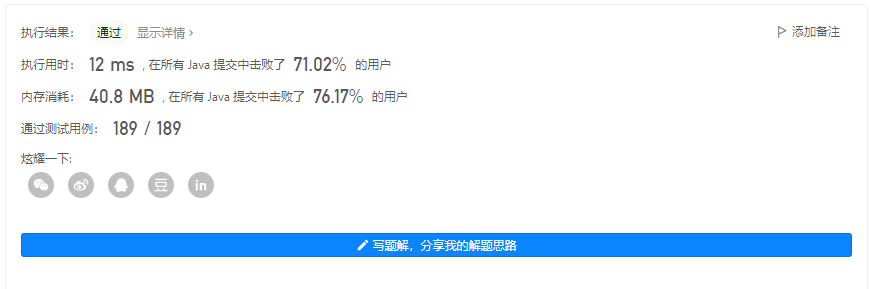 执行结果： 通过 显示详情 › 添加备注
执行用时： 12 ms , 在所有 Java 提交中击败了 71.02% 的用户
内存消耗： 40.8 MB , 在所有 Java 提交中击败了 76.17% 的用户
通过测试用例： 189 / 189
炫耀一下:
豆 in
写题解，分享我的解题思路